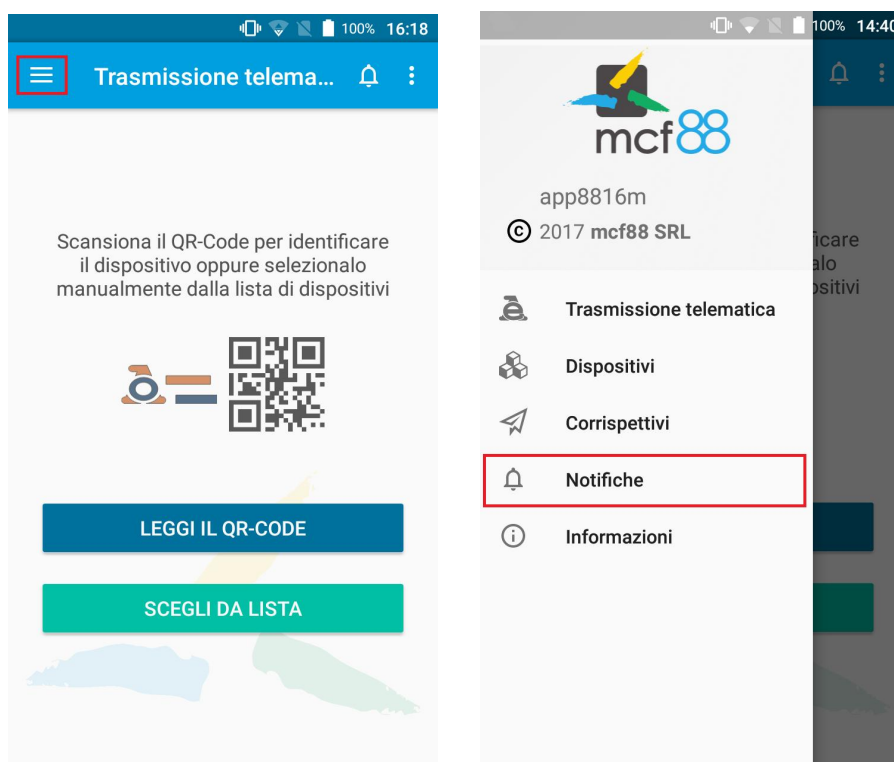 100% 16:18
Trasmissione telema...
Scansiona il QR-Code per identificare
il dispositivo oppure selezionalo
manualmente dalla lista di dispositivi
LEGGI IL QR-CODE
SCEGLI DA LISTA
100% 14:40
mcf88
app8816m
© 2017 mcf88 SRL
Trasmissione telematica
Dispositivi
Corrispettivi
Notifiche
Informazioni
ficare
alo
positivi